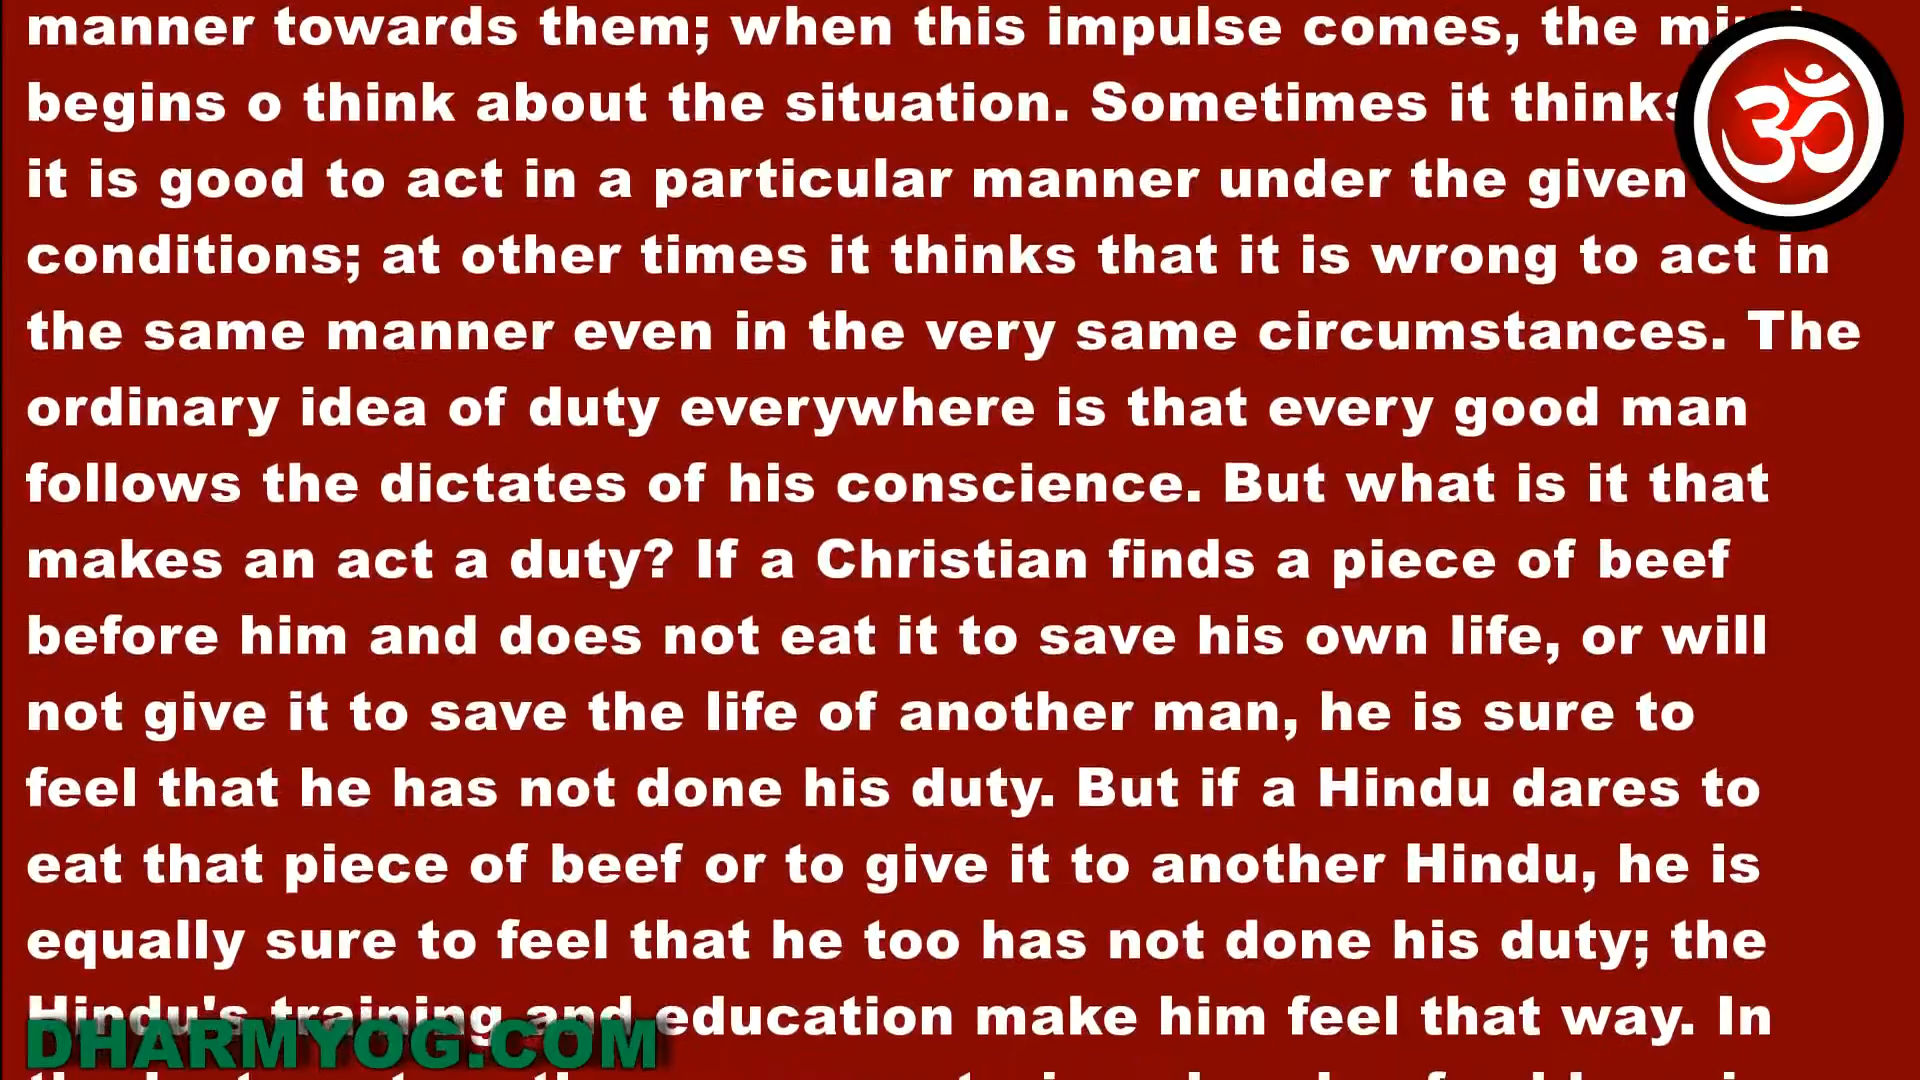 manner towards them; when this impulse comes, the mind
begins o think about the situation. Sometimes it thinks
it is good to act in a particular manner under the given
conditions; at other times it thinks that it is wrong to act in
the same manner even in the very same circumstances. The
ordinary idea of duty everywhere is that every good man
follows the dictates of his conscience. But what is it that
makes an act a duty? If a Christian finds a piece of beef
before him and does not eat it to save his own life, or will
not give it to save the life of another man, he is sure to
feel that he has not done his duty. But if a Hindu dares to
eat that piece of beef or to give it to another Hindu, he is
equally sure to feel that he too has not done his duty; the
Hindu's training and education make him feel that way. In
DHARMYOG.COM
ॐ